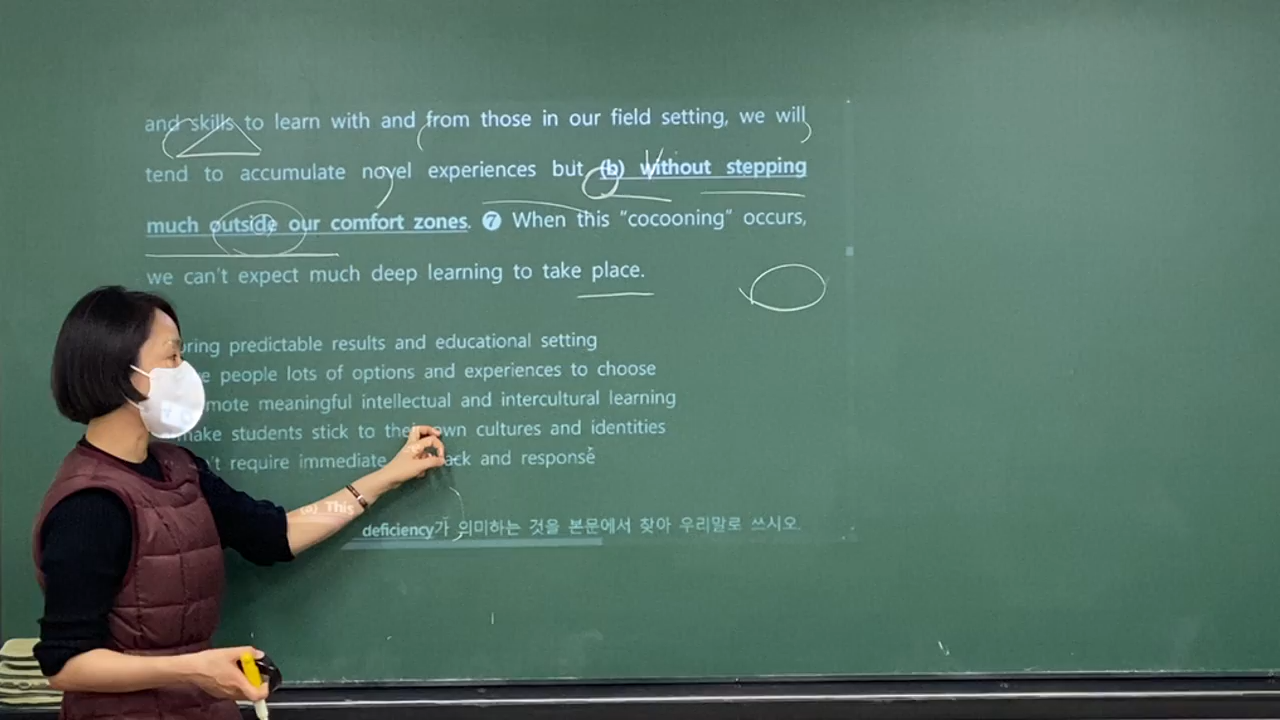 and skills to learn with and from those in our field setting, we will
tend to accumulate novel experiences but (b) without stepping
much outside our comfort zones. ❼ When this “cocooning” occurs,
we can't expect much deep learning to take place.
predictable results and educational setting
people lots of options and experiences to choose
meaningful intellectual and intercultural learning
make students stick to their own cultures and identities
require immediate and response
(a) This
deficiency가 의미하는 것을 본문에서 찾아 우리말로 쓰시오.